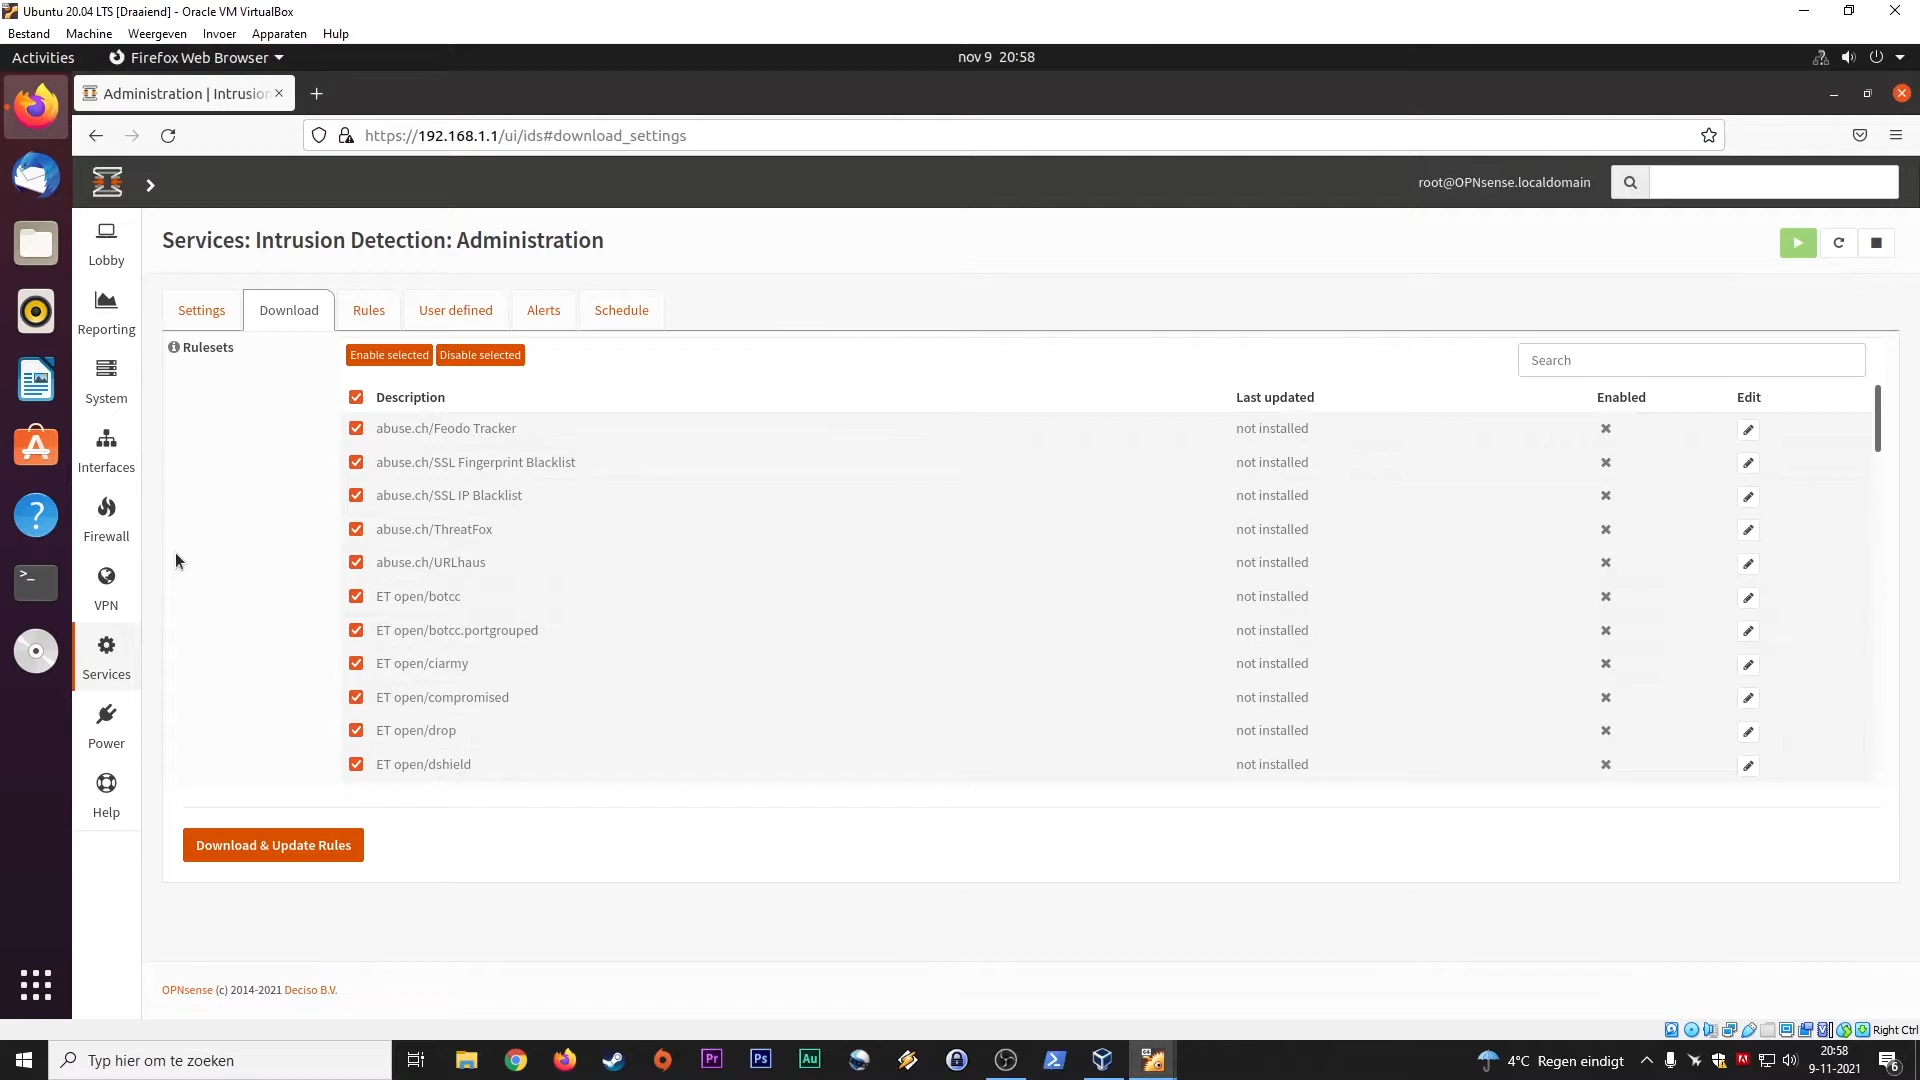 Ubuntu 20.04 LTS [Draaiend] - Oracle VM VirtualBox
Bestand Machine Weergeven Invoer Apparaten Hulp
Activities Firefox Web Browser nov 9 20:58
Administration | Intrusion
https://192.168.1.1/ui/ids#download_settings
root@OPNsense.localdomain
Lobby
Reporting
System
Interfaces
Firewall
VPN
Services
Power
Help
Services: Intrusion Detection: Administration
Settings Download Rules User defined Alerts Schedule
Rulesets
Enable selected Disable selected
Search
Description Last updated Enabled Edit
abuse.ch/Feodo Tracker not installed
abuse.ch/SSL Fingerprint Blacklist not installed
abuse.ch/SSL IP Blacklist not installed
abuse.ch/ThreatFox not installed
abuse.ch/URLhaus not installed
ET open/botcc not installed
ET open/botcc.portgrouped not installed
ET open/ciarmy not installed
ET open/compromised not installed
ET open/drop not installed
ET open/dshield not installed
Download & Update Rules
OPNsense (c) 2014-2021 Deciso B.V.
Right Ctrl
Typ hier om te zoeken
Pr Ps Au
4°C Regen eindigt
20:58
9-11-2021
6